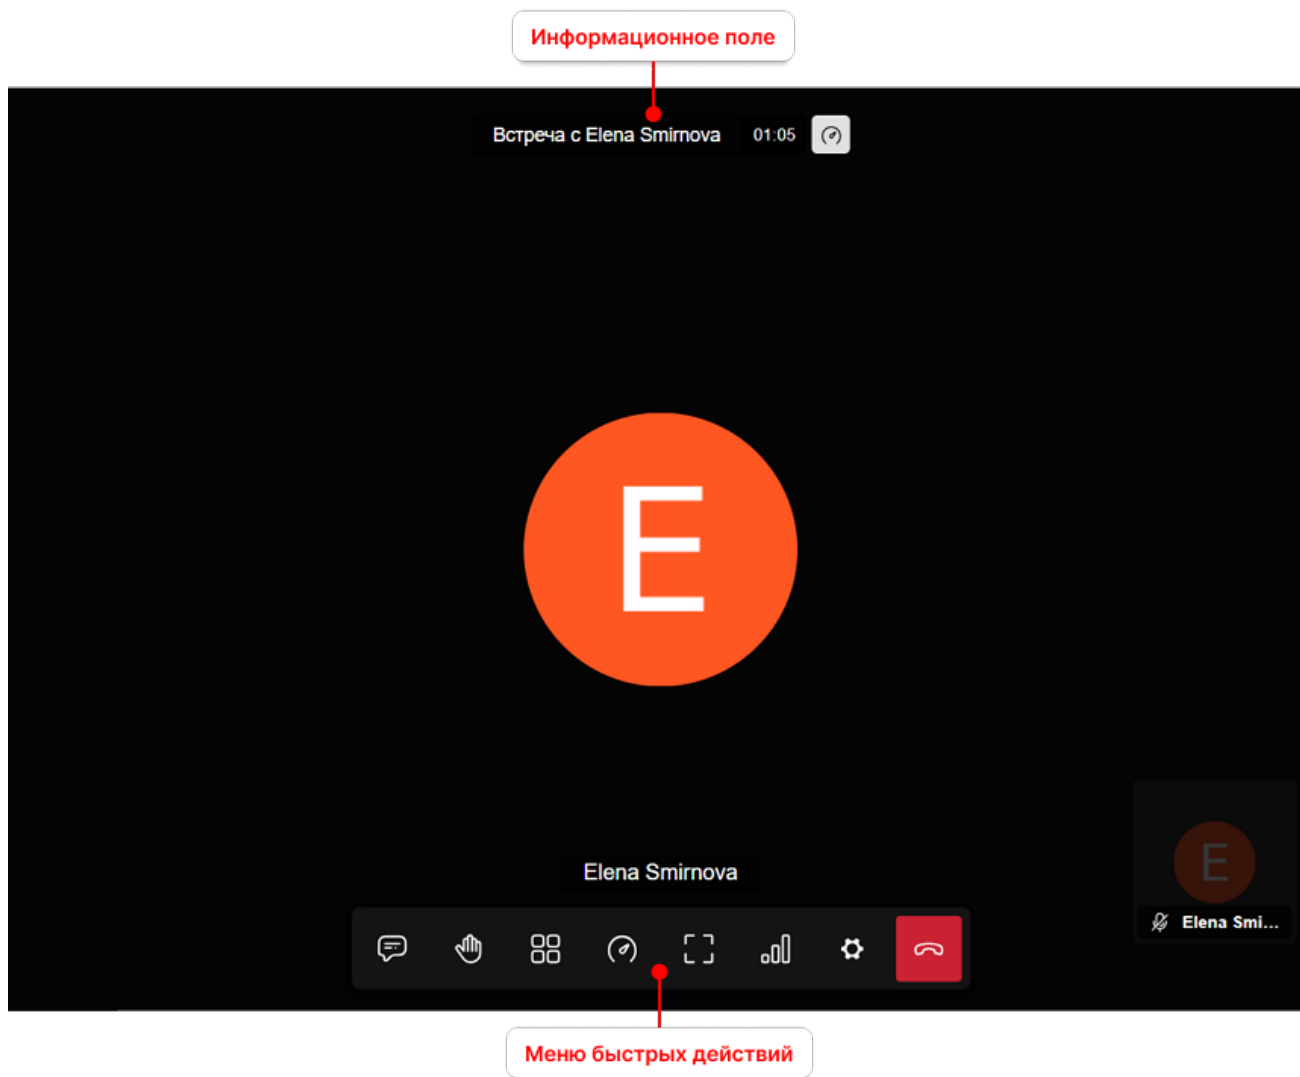 Информационное поле
Встреча с Elena Smirnova 01:05
E
Elena Smirnova
E
Elena Smi...
Меню быстрых действий